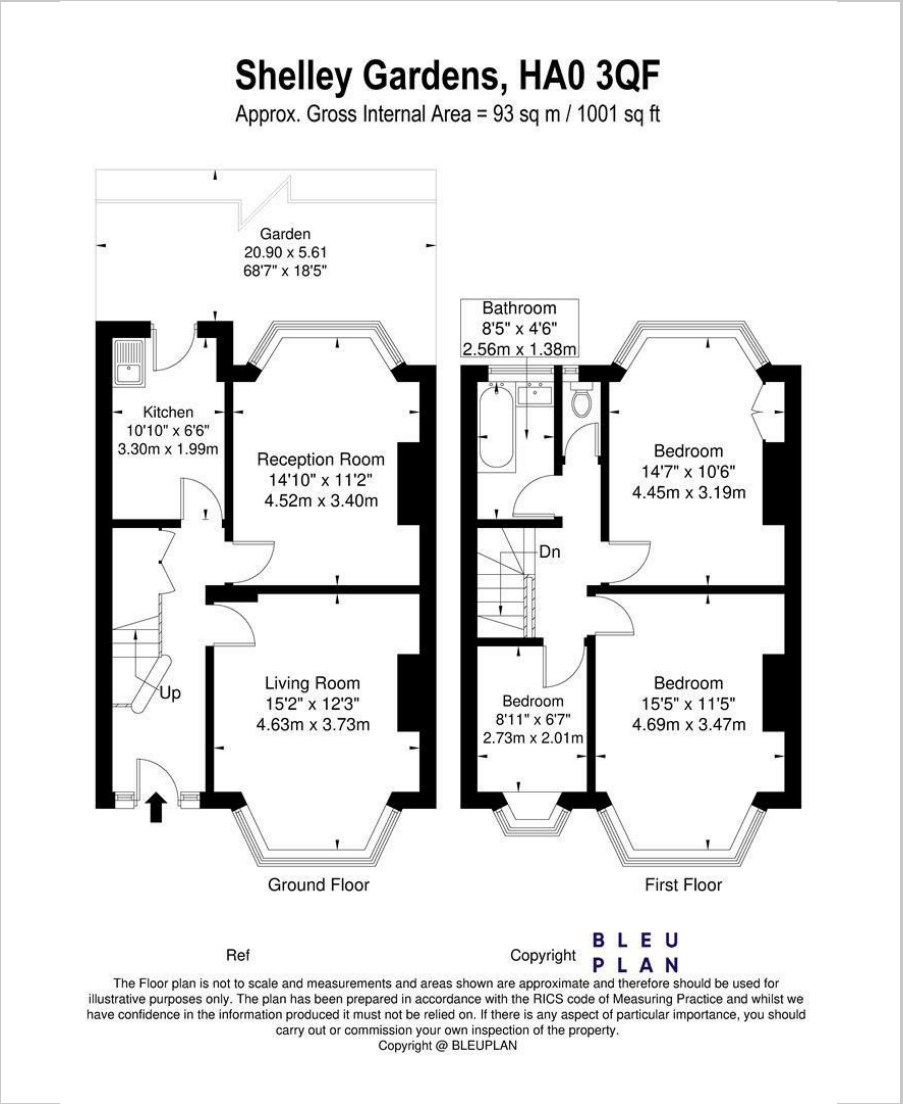 Shelley Gardens, HA0 3QF
Approx. Gross Internal Area = 93 sq m / 1001 sq ft
Garden
20.90 x 5.61
68'7" x 18'5"
Kitchen
10'10" x 6'6"
3.30m x 1.99m
Reception Room
14'10" x 11'2"
4.52m x 3.40m
Up
Living Room
15'2" x 12'3"
4.63m x 3.73m
Ground Floor
Bathroom
8'5" x 4'6"
2.56m x 1.38m
Bedroom
14'7" x 10'6"
4.45m x 3.19m
Dn
Bedroom
8'11" x 6'7"
2.73m x 2.01m
Bedroom
15'5" x 11'5"
4.69m x 3.47m
First Floor
Ref
Copyright
BLEU
PLAN
The Floor plan is not to scale and measurements and areas shown are approximate and therefore should be used for
illustrative purposes only. The plan has been prepared in accordance with the RICS code of Measuring Practice and whilst we
have confidence in the information produced it must not be relied on. If there is any aspect of particular importance, you should
carry out or commission your own inspection of the property.
Copyright @ BLEUPLAN